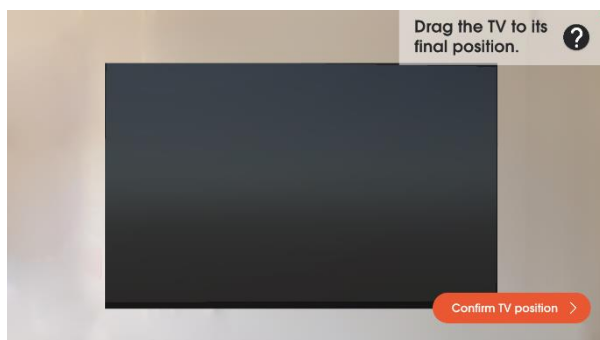 Drag the TV to its
final position.
?
Confirm TV position